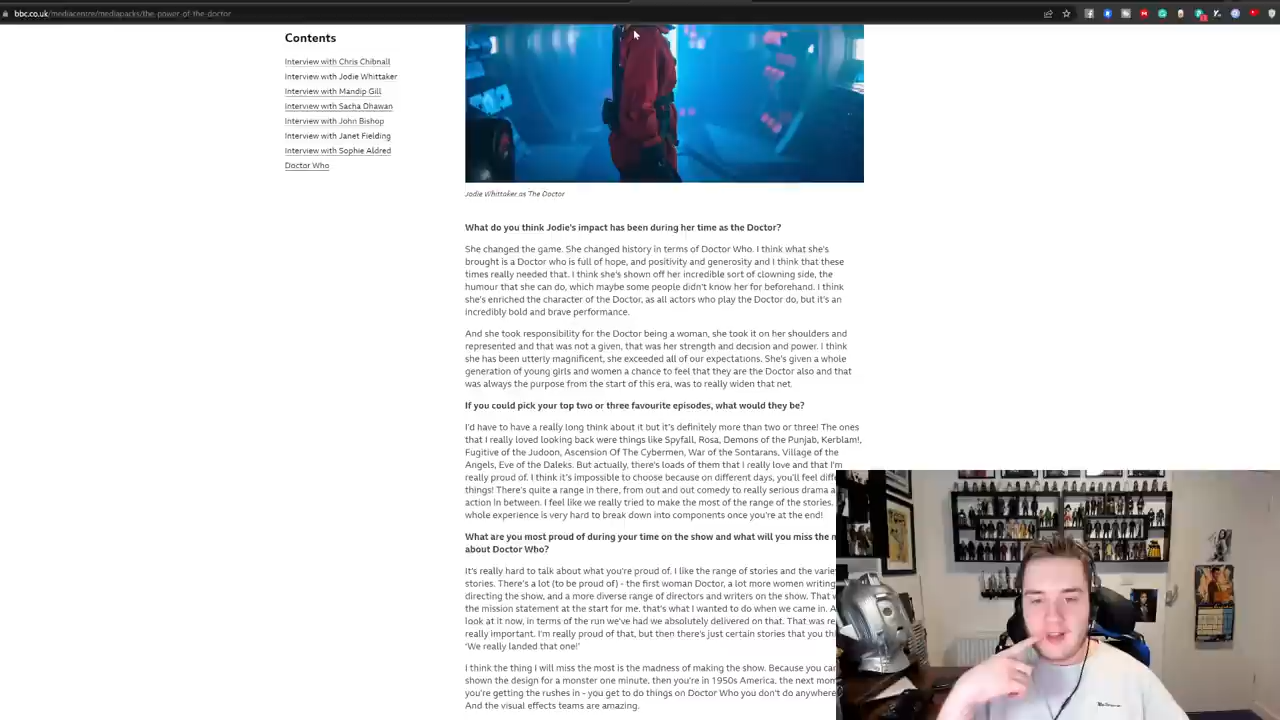 bbc.co.uk/mediacentre/mediapacks/the-power-of-the-doctor
Contents
Interview with Chris Chibnall
Interview with Jodie Whittaker
Interview with Mandip Gill
Interview with Sacha Dhawan
Interview with John Bishop
Interview with Janet Fielding
Interview with Sophie Aldred
Doctor Who
Jodie Whittaker as The Doctor
What do you think Jodie's impact has been during her time as the Doctor?
She changed the game. She changed history in terms of Doctor Who. I think what she's
brought is a Doctor who is full of hope, and positivity and generosity and I think that these
times really needed that. I think she's shown off her incredible sort of clowning side, the
humour that she can do, which maybe some people didn't know her for beforehand. I think
she's enriched the character of the Doctor, as all actors who play the Doctor do, but it's an
incredibly bold and brave performance.
And she took responsibility for the Doctor being a woman, she took it on her shoulders and
represented and that was not a given, that was her strength and decision and power. I think
she has been utterly magnificent, she exceeded all of our expectations. She's given a whole
generation of young girls and women a chance to feel that they are the Doctor also and that
was always the purpose from the start of this era, was to really widen that net.
If you could pick your top two or three favourite episodes, what would they be?
I'd have to have a really long think about it but it's definitely more than two or three! The ones
that I really loved looking back were things like Spyfall, Rosa, Demons of the Punjab, Kerblam!,
Fugitive of the Judoon, Ascension Of The Cybermen, War of the Sontarans, Village of the
Angels, Eve of the Daleks. But actually, there's loads of them that I really love and that I'm
really proud of. I think it's impossible to choose because on different days, you'll feel diff
things! There's quite a range in there, from out and out comedy to really serious drama a
action in between. I feel like we really tried to make the most of the range of the stories.
whole experience is very hard to break down into components once you're at the end!
What are you most proud of during your time on the show and what will you miss the m
about Doctor Who?
It's really hard to talk about what you're proud of. I like the range of stories and the varie
stories. There's a lot (to be proud of) - the first woman Doctor, a lot more women writing
directing the show, and a more diverse range of directors and writers on the show. That w
the mission statement at the start for me. that's what I wanted to do when we came in. A
look at it now, in terms of the run we've had we absolutely delivered on that. That was re
really important. I'm really proud of that, but then there's just certain stories that you thi
'We really landed that one!'
I think the thing I will miss the most is the madness of making the show. Because you can
shown the design for a monster one minute, then you're in 1950s America, the next mom
you're getting the rushes in - you get to do things on Doctor Who you don't do anywhere
And the visual effects teams are amazing.